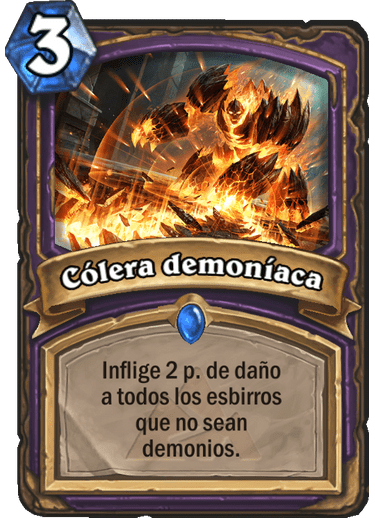 3
Cólera demoníaca
Inflige 2 p. de daño
a todos los esbirros
que no sean
demonios.